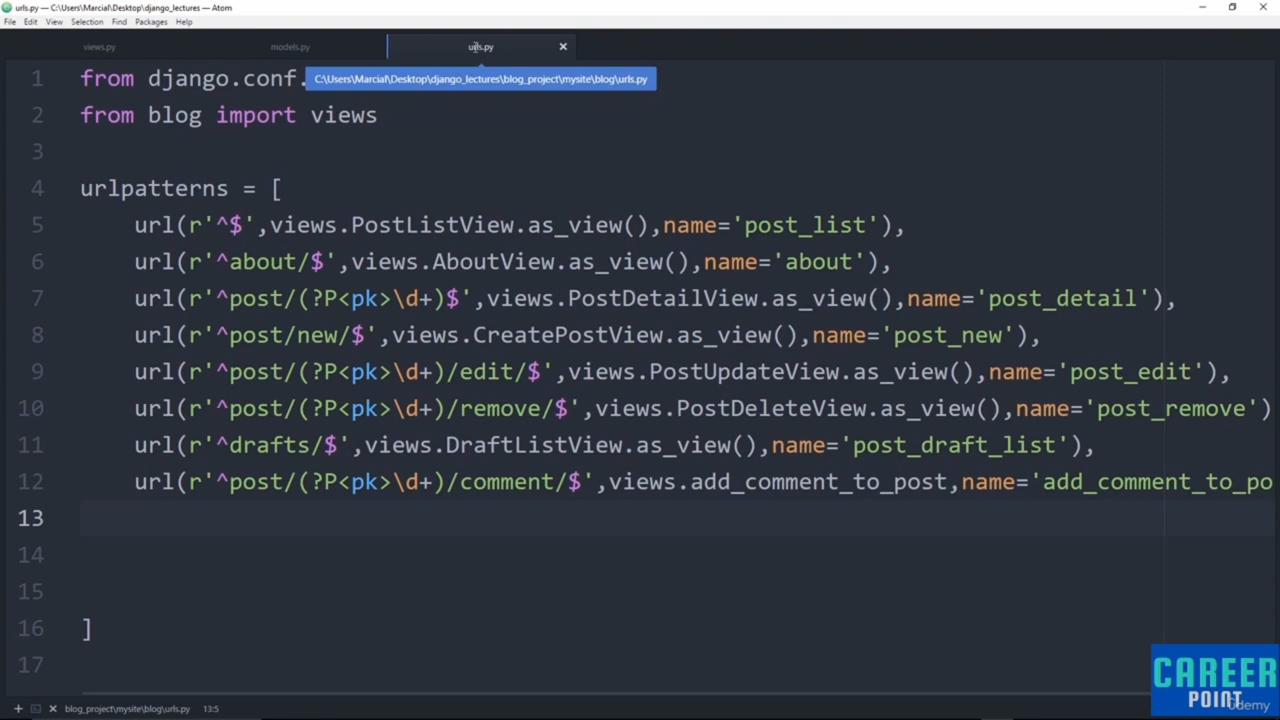 urls.py — C:\Users\Marcial\Desktop\django_lectures — Atom
File Edit View Selection Find Packages Help
views.py models.py urls.py
C:\Users\Marcial\Desktop\django_lectures\blog_project\mysite\blog\urls.py
1 from django.conf.
2 from blog import views
3
4 urlpatterns = [
5 url(r'^$',views.PostListView.as_view(),name='post_list'),
6 url(r'^about/$',views.AboutView.as_view(),name='about'),
7 url(r'^post/(?P<pk>\d+)$',views.PostDetailView.as_view(),name='post_detail'),
8 url(r'^post/new/$',views.CreatePostView.as_view(),name='post_new'),
9 url(r'^post/(?P<pk>\d+)/edit/$',views.PostUpdateView.as_view(),name='post_edit'),
10 url(r'^post/(?P<pk>\d+)/remove/$',views.PostDeleteView.as_view(),name='post_remove')
11 url(r'^drafts/$',views.DraftListView.as_view(),name='post_draft_list'),
12 url(r'^post/(?P<pk>\d+)/comment/$',views.add_comment_to_post,name='add_comment_to_po
13
14
15
16 ]
17
CAREER
POINT
udemy
blog_project\mysite\blog\urls.py 13:5